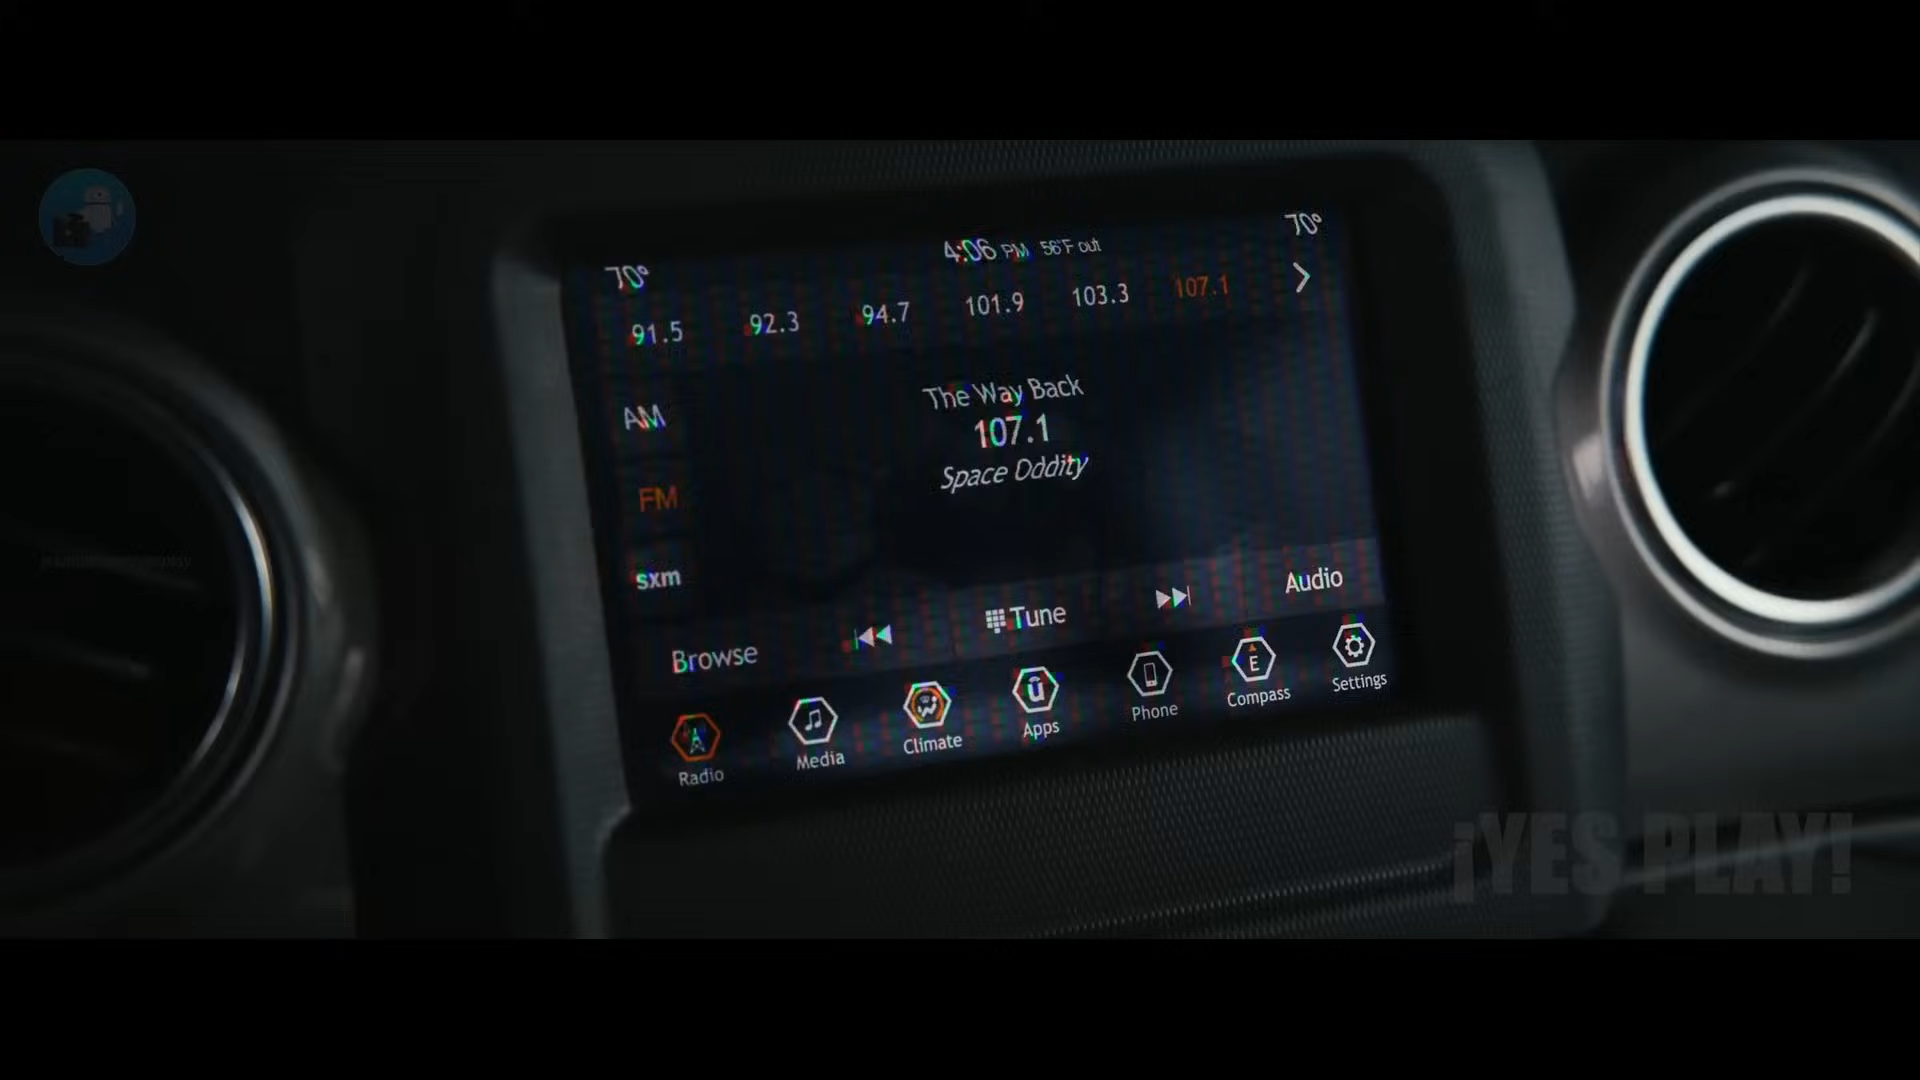 70° 4:06 PM 56°F out 70°
91.5 92.3 94.7 101.9 103.3 107.1
AM
The Way Back
107.1
Space Oddity
FM
sxm
Browse Tune Audio
Radio Media Climate Apps Phone Compass Settings
E
¡YES PLAY!